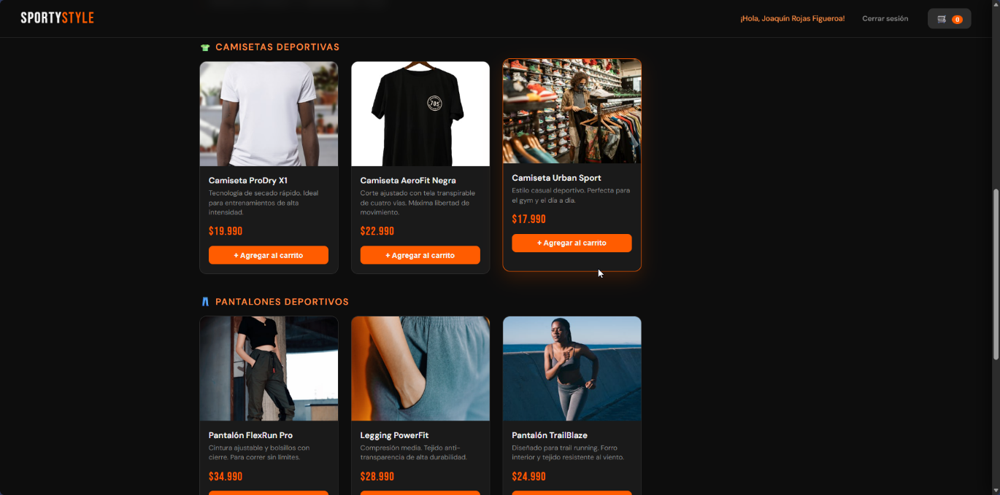 SPORTYSTYLE
¡Hola, Joaquín Rojas Figueroa!
Cerrar sesión
0
CAMISETAS DEPORTIVAS
705
Camiseta ProDry X1
Tecnología de secado rápido. Ideal
para entrenamientos de alta
intensidad.
$19.990
+ Agregar al carrito
Camiseta AeroFit Negra
Corte ajustado con tela transpirable
de cuatro vías. Máxima libertad de
movimiento.
$22.990
+ Agregar al carrito
Camiseta Urban Sport
Estilo casual deportivo. Perfecta para
el gym y el día a día.
$17.990
+ Agregar al carrito
PANTALONES DEPORTIVOS
Pantalón FlexRun Pro
Cintura ajustable y bolsillos con
cierre. Para correr sin límites.
$34.990
Legging PowerFit
Compresión media. Tejido anti-
transparencia de alta durabilidad.
$28.990
Pantalón TrailBlaze
Diseñado para trail running. Forro
interior y tejido resistente al viento.
$24.990